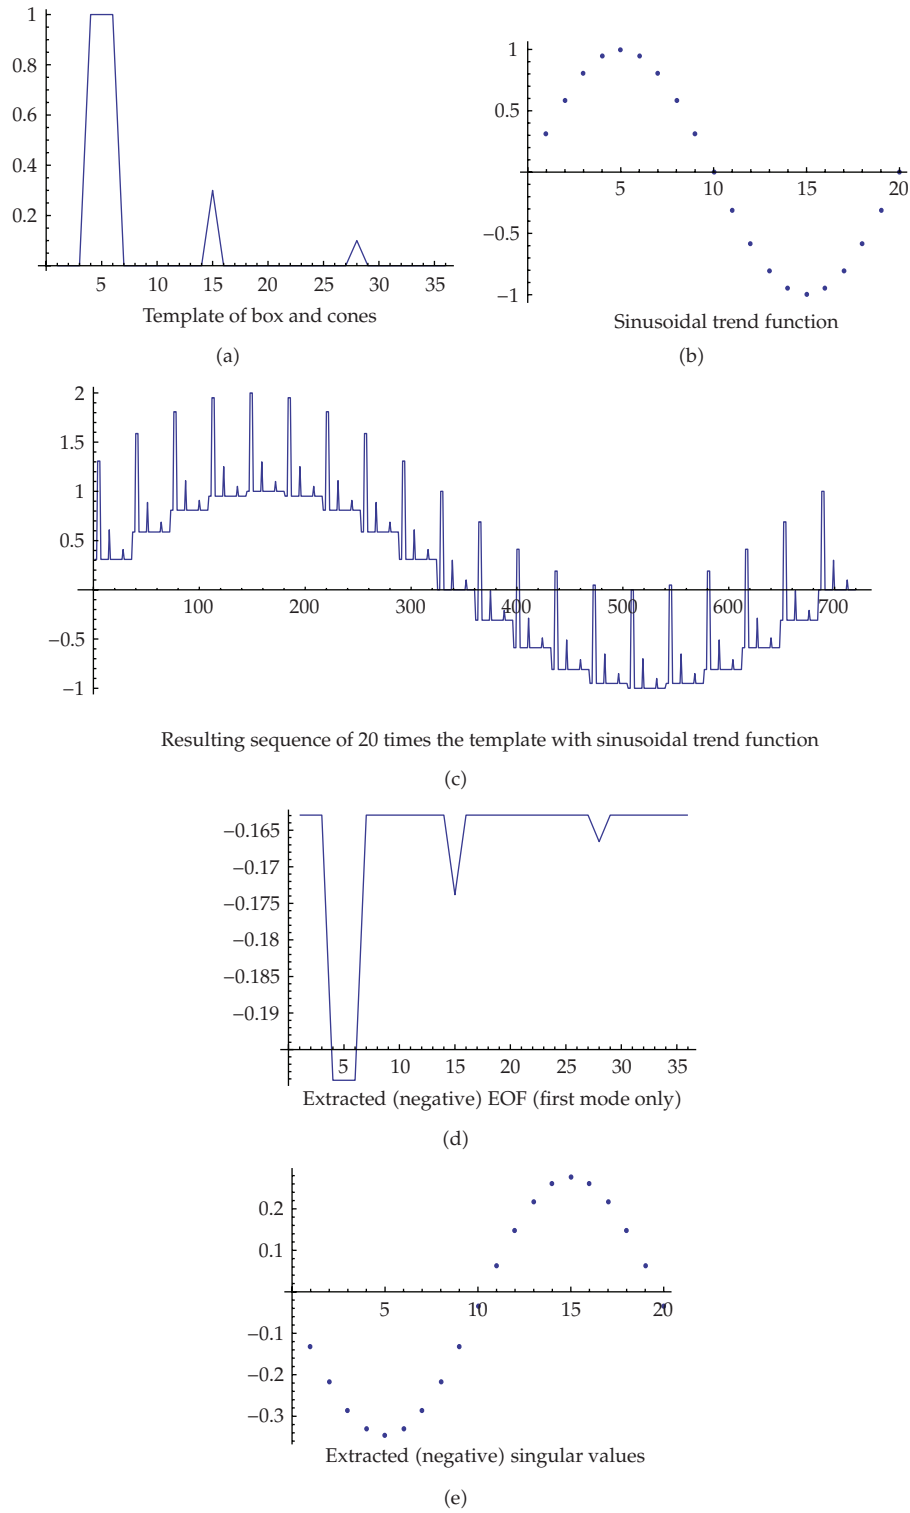 1
0.8
0.6
0.4
0.2
5 10 15 20 25 30 35
Template of box and cones
(a)
1
0.5
−0.5
−1
5 10 15 20
Sinusoidal trend function
(b)
2
1.5
1
0.5
−0.5
−1
100 200 300 400 500 600 700
Resulting sequence of 20 times the template with sinusoidal trend function
(c)
−0.165
−0.17
−0.175
−0.18
−0.185
−0.19
5 10 15 20 25 30 35
Extracted (negative) EOF (first mode only)
(d)
0.2
0.1
−0.1
−0.2
−0.3
5 10 15 20
Extracted (negative) singular values
(e)